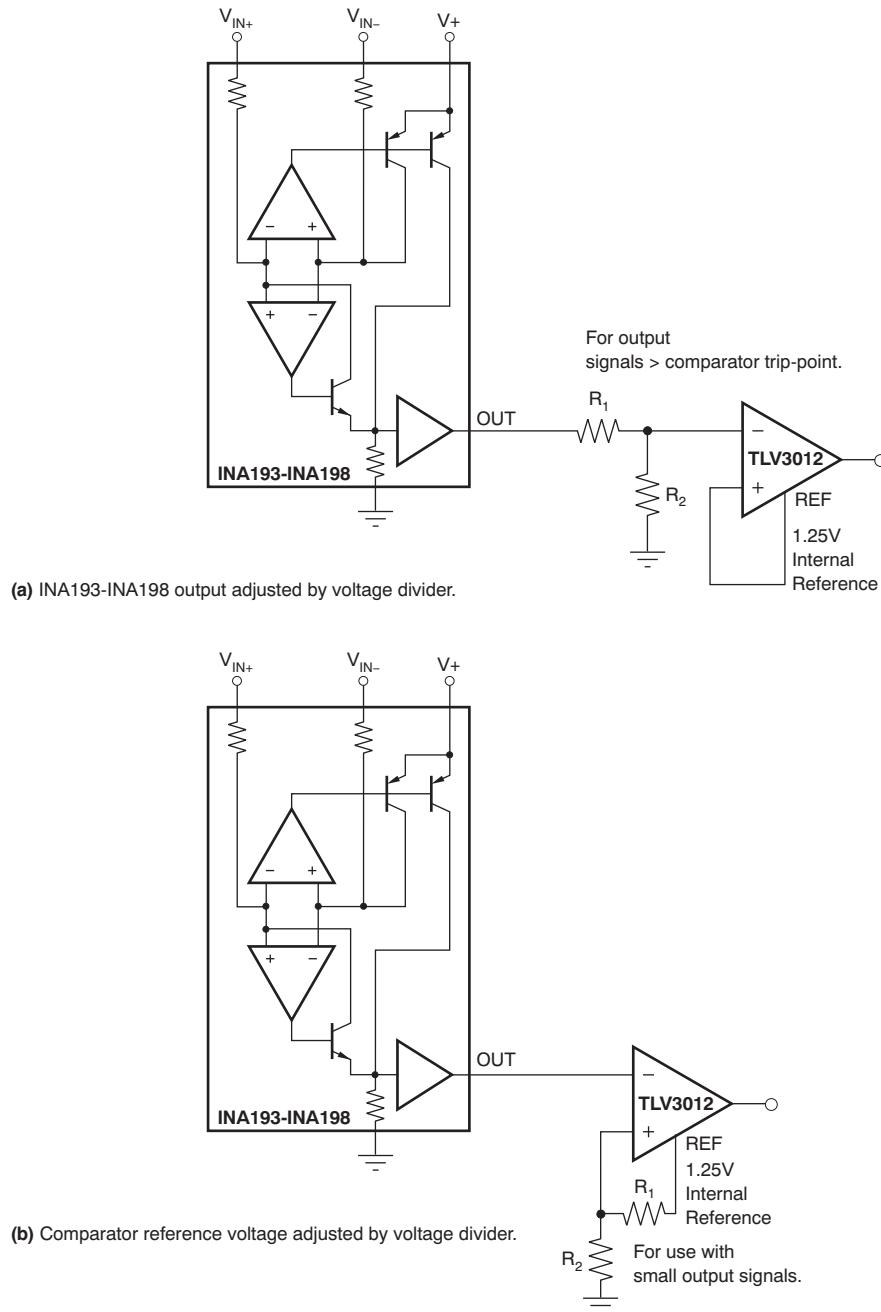 V_IN+ V_IN– V+
For output
signals > comparator trip-point.
– +
+ –
OUT
R_1
R_2
–
+
TLV3012
REF
1.25V
Internal
Reference
INA193-INA198
(a) INA193-INA198 output adjusted by voltage divider.
V_IN+ V_IN– V+
– +
+ –
OUT
–
+
TLV3012
REF
1.25V
Internal
Reference
INA193-INA198
R_1
R_2
(b) Comparator reference voltage adjusted by voltage divider.
For use with
small output signals.